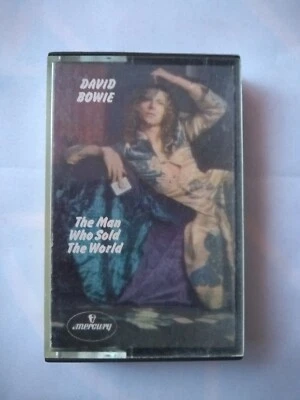 DAVID
BOWIE
The Man
Who Sold
The World
mercury